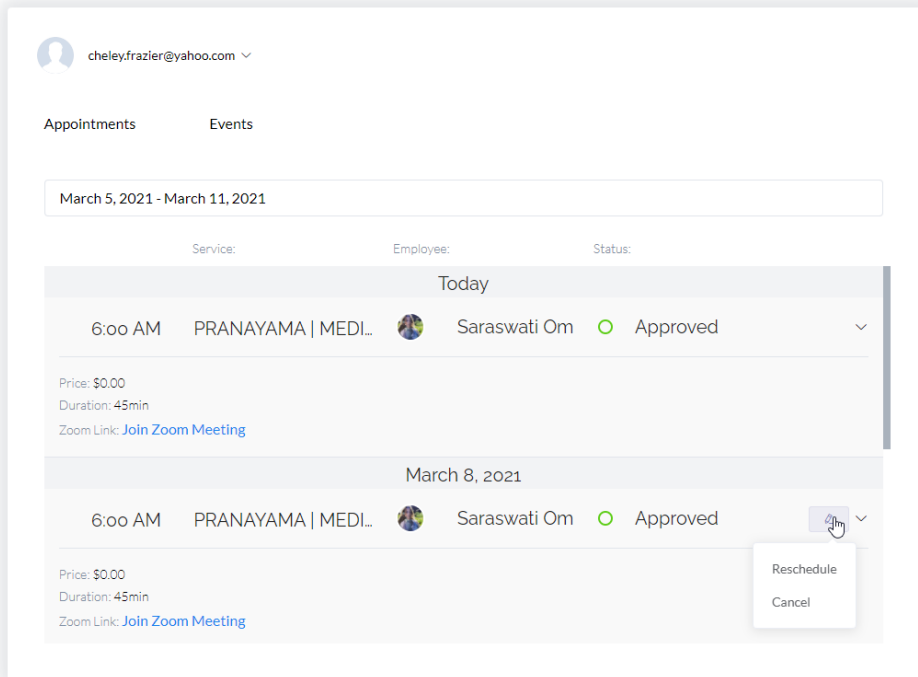 cheley.frazier@yahoo.com
Appointments Events
March 5, 2021 - March 11, 2021
Service: Employee: Status:
Today
6:00 AM PRANAYAMA | MEDI... Saraswati Om Approved
Price: $0.00
Duration: 45min
Zoom Link: Join Zoom Meeting
March 8, 2021
6:00 AM PRANAYAMA | MEDI... Saraswati Om Approved
Reschedule
Cancel
Price: $0.00
Duration: 45min
Zoom Link: Join Zoom Meeting